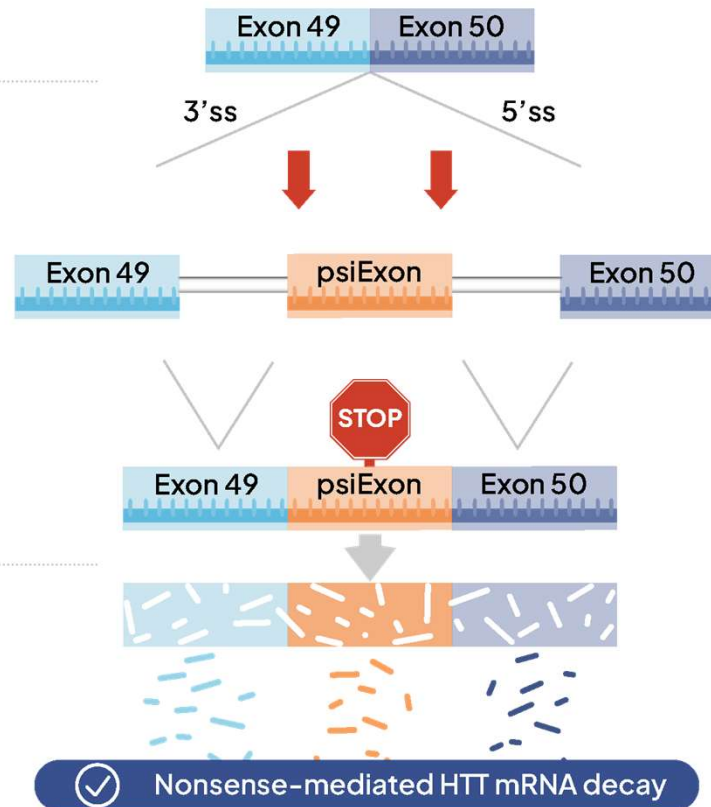 Exon 49 Exon 50
3'ss 5'ss
Exon 49 psiExon Exon 50
STOP
Exon 49 psiExon Exon 50
Nonsense-mediated HTT mRNA decay